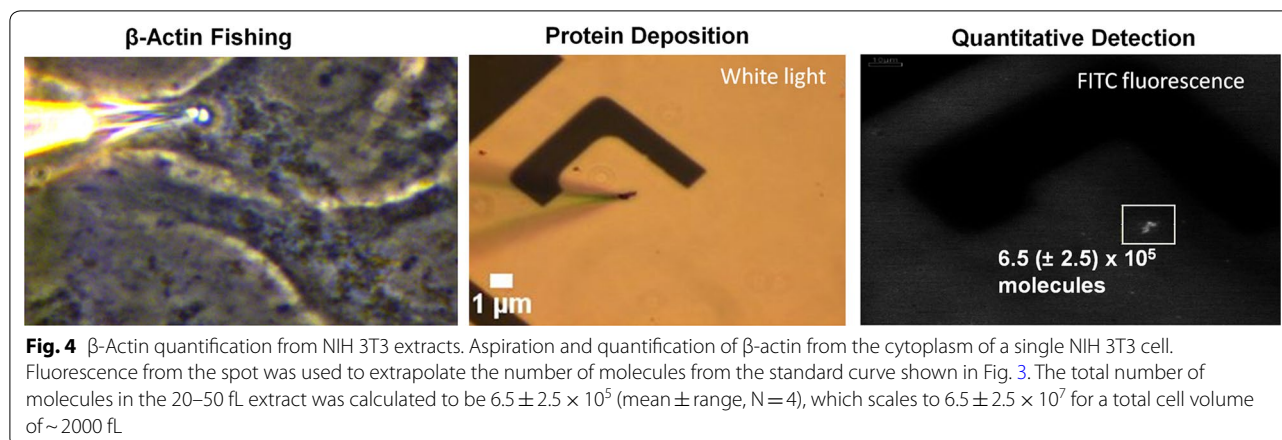 β-Actin Fishing
Protein Deposition
Quantitative Detection
White light
1 µm
10µm
FITC fluorescence
6.5 (± 2.5) x 10⁵
molecules
Fig. 4 β-Actin quantification from NIH 3T3 extracts. Aspiration and quantification of β-actin from the cytoplasm of a single NIH 3T3 cell.
Fluorescence from the spot was used to extrapolate the number of molecules from the standard curve shown in Fig. 3. The total number of
molecules in the 20–50 fL extract was calculated to be 6.5 ± 2.5 × 10⁵ (mean ± range, N = 4), which scales to 6.5 ± 2.5 × 10⁷ for a total cell volume
of ~ 2000 fL